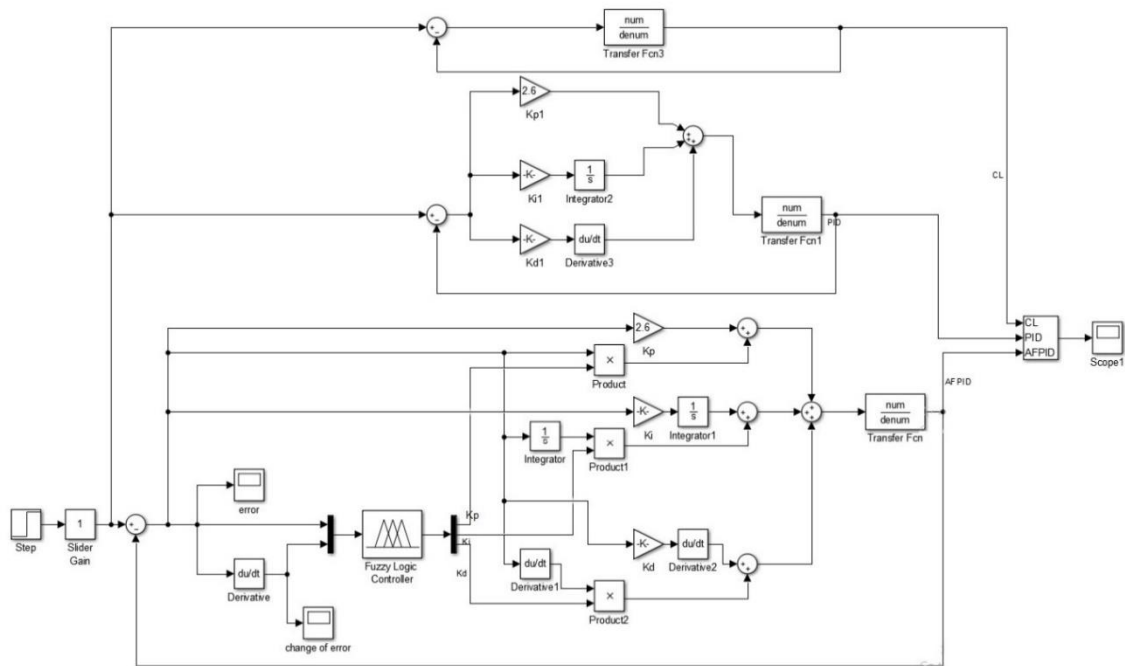 num
denum
Transfer Fcn3
2.6
Kp1
CL
-K-
Ki1
1
s
Integrator2
num
denum
Transfer Fcn1
PID
-K-
Kd1
du/dt
Derivative3
CL
PID
AFPID
Scope1
2.6
Kp
×
Product
AFPID
-K-
Ki
1
s
Integrator1
num
denum
Transfer Fcn
1
s
Integrator
×
Product1
error
Step
1
Slider
Gain
Fuzzy Logic
Controller
Kp
Ki
Kd
-K-
Kd
du/dt
Derivative2
du/dt
Derivative
du/dt
Derivative1
×
Product2
change of error